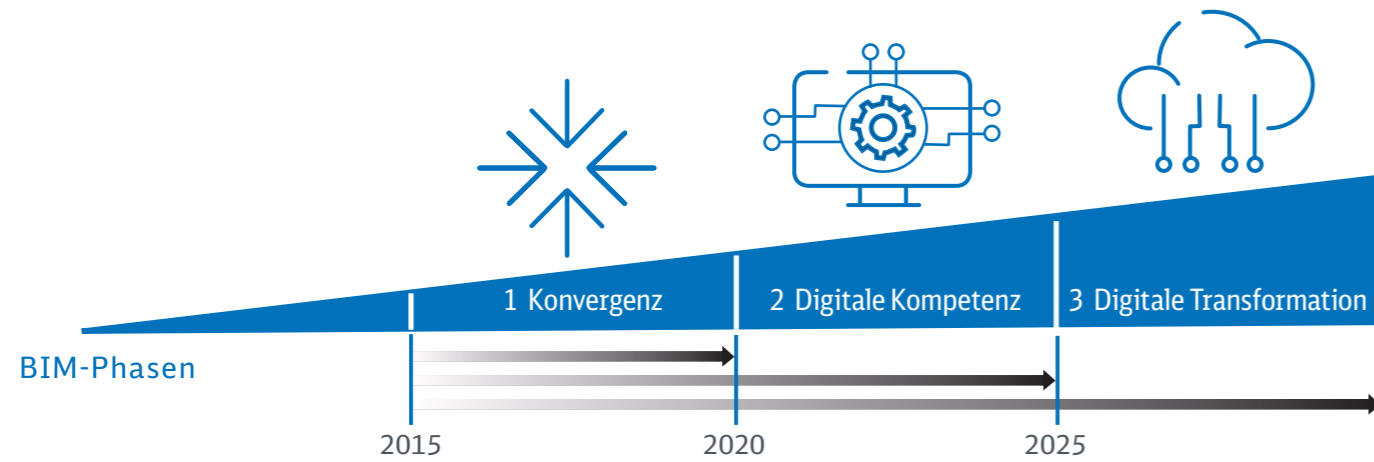 1 Konvergenz
2 Digitale Kompetenz
3 Digitale Transformation
BIM-Phasen
2015
2020
2025